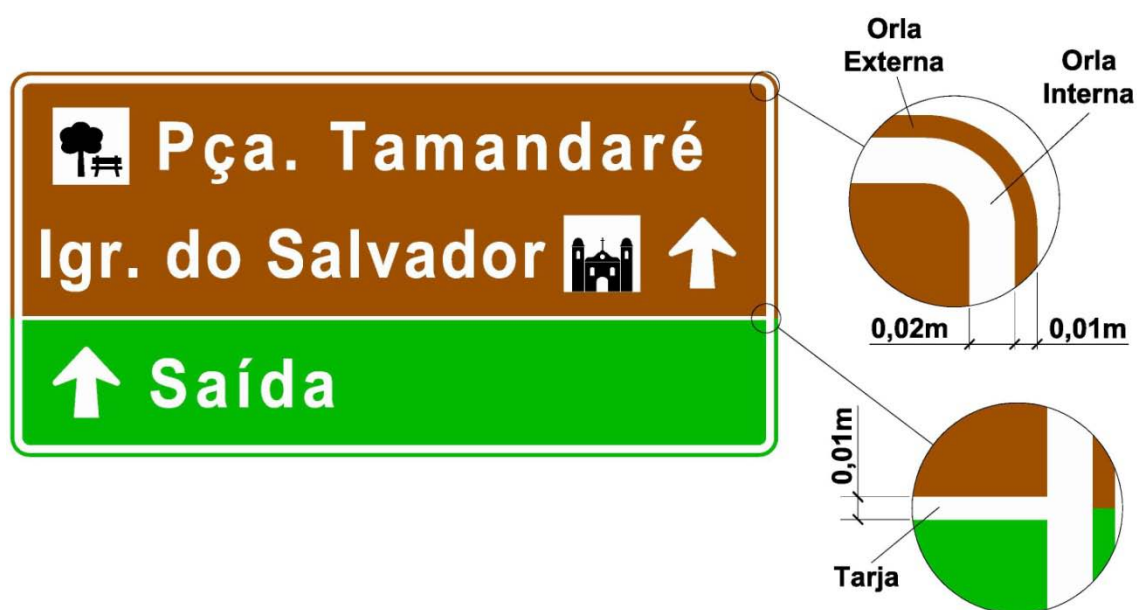 Pça. Tamandaré
Igr. do Salvador
Saída
Orla
Externa
Orla
Interna
0,02m
0,01m
0,01m
Tarja